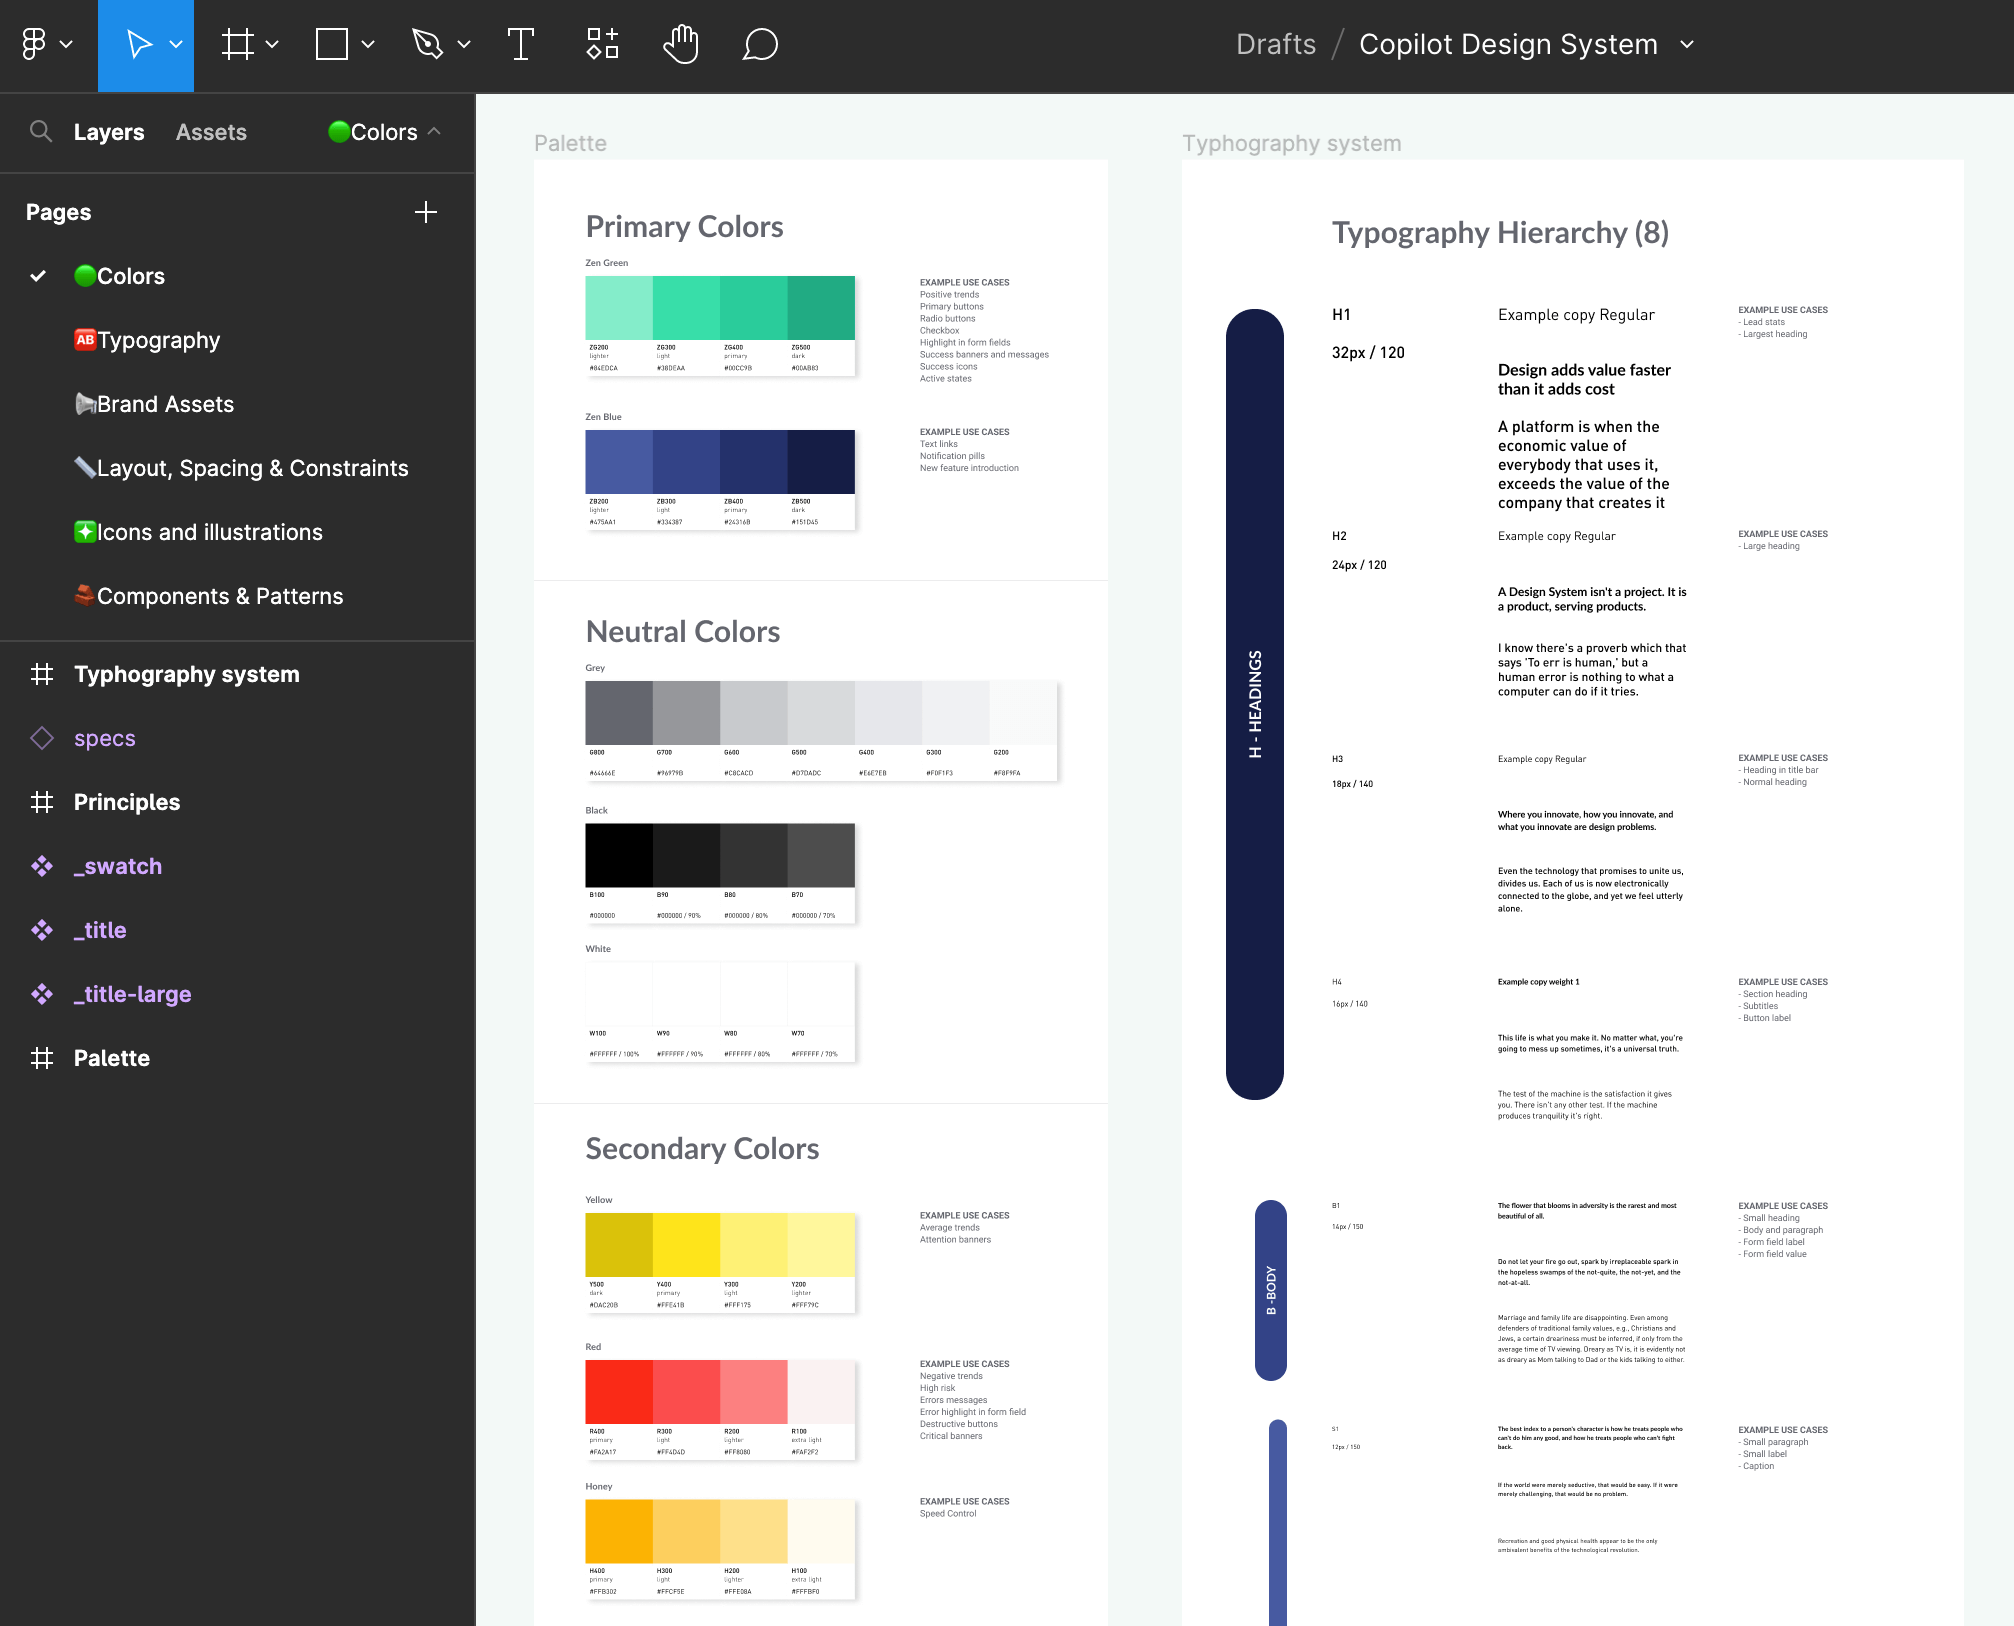 Drafts / Copilot Design System
Layers Assets Colors
Pages
Colors
AB Typography
Brand Assets
Layout, Spacing & Constraints
Icons and illustrations
Components & Patterns
Typhography system
specs
Principles
_swatch
_title
_title-large
Palette
Palette
Primary Colors
Zen Green
ZG200 ZG300 ZG400 ZG500
lighter light primary dark
#84EDCA #38DEAA #00CC9B #00AB83
EXAMPLE USE CASES
Positive trends
Primary buttons
Radio buttons
Checkbox
Highlight in form fields
Success banners and messages
Success icons
Active states
Zen Blue
ZB200 ZB300 ZB400 ZB500
lighter light primary dark
#475AA1 #334387 #24316B #151D45
EXAMPLE USE CASES
Text links
Notification pills
New feature introduction
Neutral Colors
Grey
G800 G700 G600 G500 G400 G300 G200
#64666E #96979B #C8CACD #D7DADC #E6E7EB #F0F1F3 #F8F9FA
Black
B100 B90 B80 B70
#000000 #000000 / 90% #000000 / 80% #000000 / 70%
White
W100 W90 W80 W70
#FFFFFF / 100% #FFFFFF / 90% #FFFFFF / 80% #FFFFFF / 70%
Secondary Colors
Yellow
Y500 Y400 Y300 Y200
dark primary light lighter
#DAC20B #FFE41B #FFF175 #FFF79C
EXAMPLE USE CASES
Average trends
Attention banners
Red
R400 R300 R200 R100
primary light lighter extra light
#FA2A17 #FF4D4D #FF8080 #FAF2F2
EXAMPLE USE CASES
Negative trends
High risk
Errors messages
Error highlight in form field
Destructive buttons
Critical banners
Honey
H400 H300 H200 H100
primary light lighter extra light
#FFB302 #FFCF5E #FFE08A #FFFBF0
EXAMPLE USE CASES
Speed Control
Typhography system
Typography Hierarchy (8)
H - HEADINGS
H1
32px / 120
Example copy Regular
Design adds value faster
than it adds cost
A platform is when the
economic value of
everybody that uses it,
exceeds the value of the
company that creates it
EXAMPLE USE CASES
- Lead stats
- Largest heading
H2
24px / 120
Example copy Regular
A Design System isn't a project. It is
a product, serving products.
I know there's a proverb which that
says 'To err is human,' but a
human error is nothing to what a
computer can do if it tries.
EXAMPLE USE CASES
- Large heading
H3
18px / 140
Example copy Regular
Where you innovate, how you innovate, and
what you innovate are design problems.
Even the technology that promises to unite us,
divides us. Each of us is now electronically
connected to the globe, and yet we feel utterly
alone.
EXAMPLE USE CASES
- Heading in title bar
- Normal heading
H4
16px / 140
Example copy weight 1
This life is what you make it. No matter what, you're
going to mess up sometimes, it's a universal truth.
The test of the machine is the satisfaction it gives
you. There isn't any other test. If the machine
produces tranquility it's right.
EXAMPLE USE CASES
- Section heading
- Subtitles
- Button label
B -BODY
B1
14px / 150
The flower that blooms in adversity is the rarest and most
beautiful of all.
Do not let your fire go out, spark by irreplaceable spark in
the hopeless swamps of the not-quite, the not-yet, and the
not-at-all.
Marriage and family life are disappointing. Even among
defenders of traditional family values, e.g., Christians and
Jews, a certain dreariness must be inferred, if only from the
average time of TV viewing. Dreary as TV is, it is evidently not
as dreary as Mom talking to Dad or the kids talking to either.
EXAMPLE USE CASES
- Small heading
- Body and paragraph
- Form field label
- Form field value
S1
12px / 150
The best index to a person's character is how he treats people who
can't do him any good, and how he treats people who can't fight
back.
If the world were merely seductive, that would be easy. If it were
merely challenging, that would be no problem.
Recreation and good physical health appear to be the only
ambivalent benefits of the technological revolution.
EXAMPLE USE CASES
- Small paragraph
- Small label
- Caption